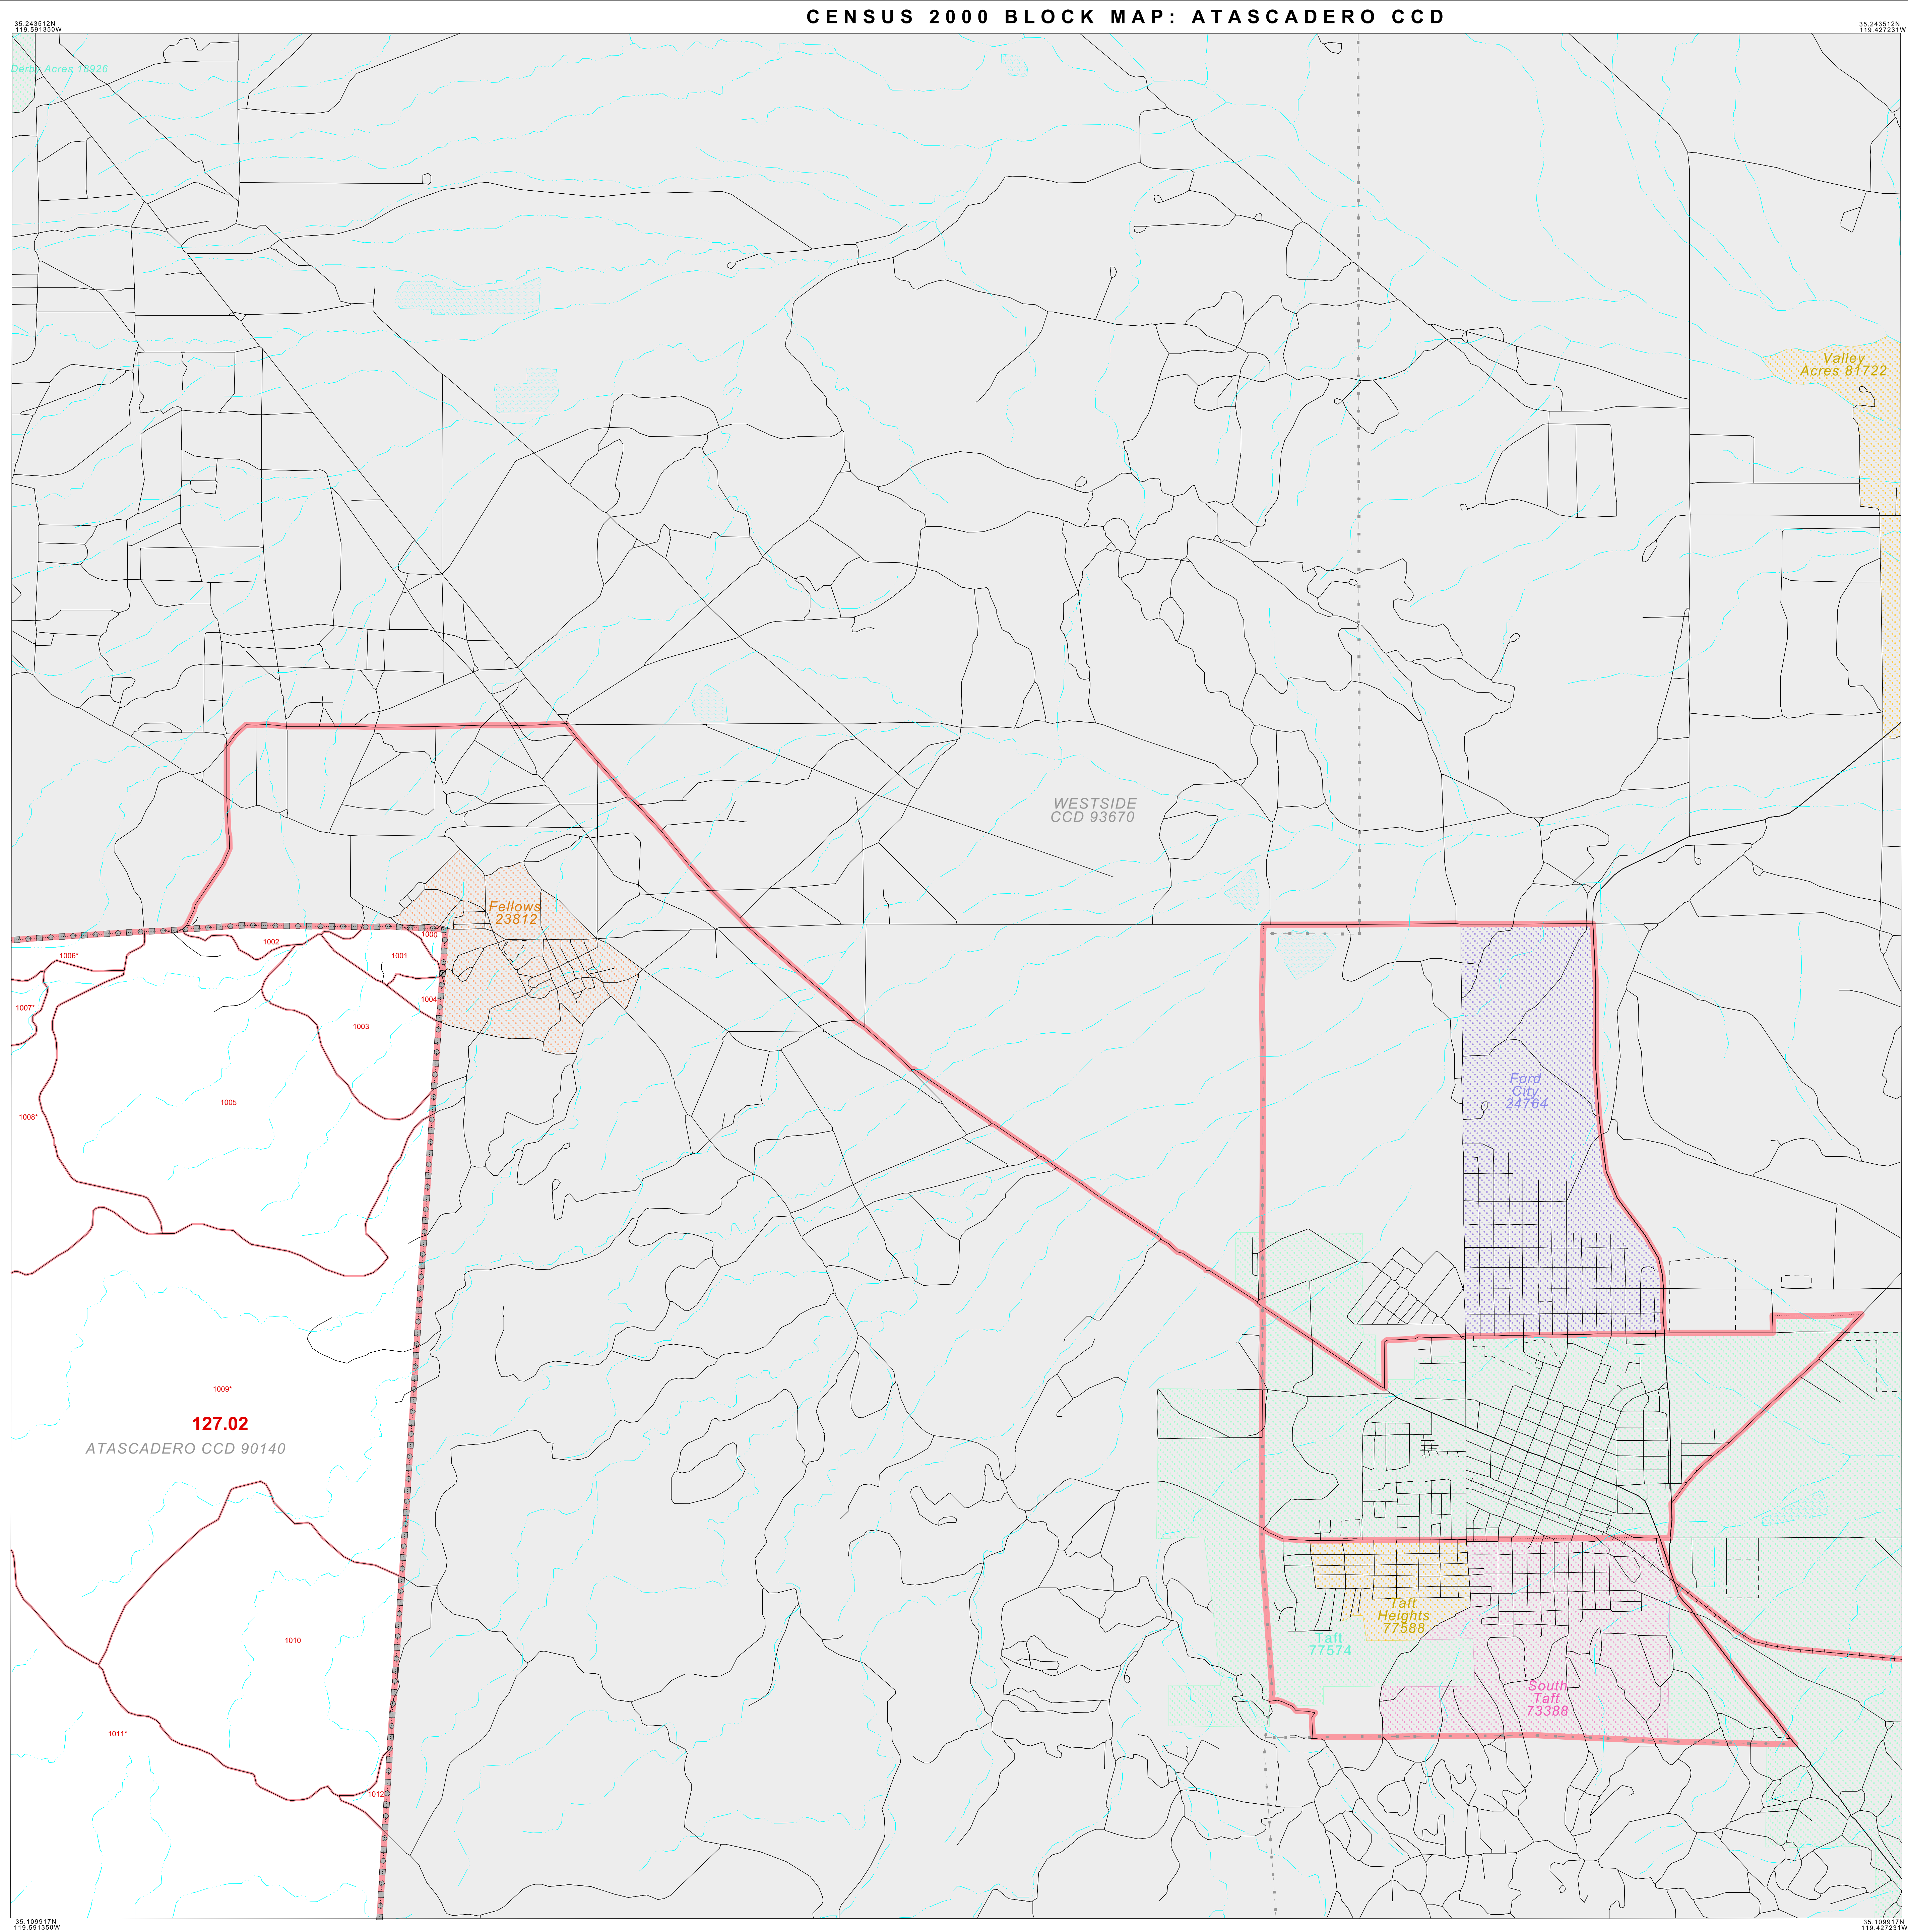 CENSUS 2000 BLOCK MAP: ATASCADERO CCD
35.243512N
119.591350W
35.243512N
119.427231W
Derby Acres 18926
Valley
Acres 81722
WESTSIDE
CCD 93670
Fellows
23812
1000
1002
1001
1006*
1004
1007*
1003
Ford
City
24764
1005
1008*
1009*
127.02
ATASCADERO CCD 90140
Taft
Heights
77588
Taft
77574
1010
South
Taft
73388
1011*
1012
35.109917N
119.591350W
35.109917N
119.427231W